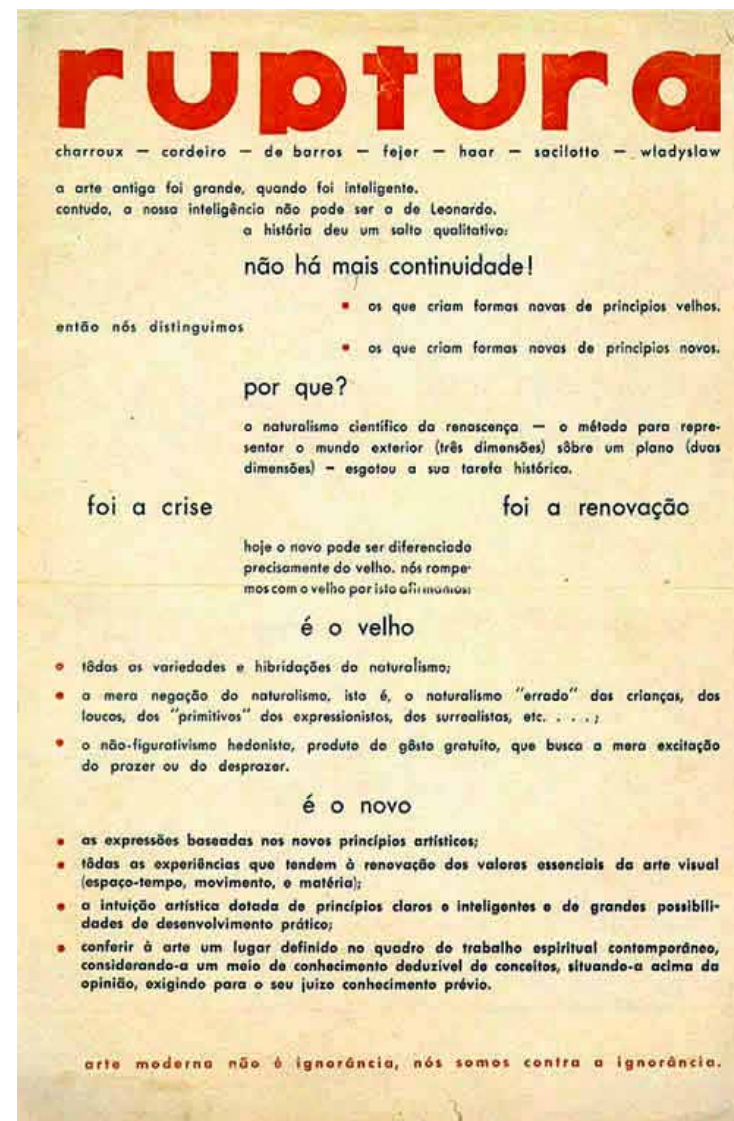 ruptura
charroux – cordeiro – de barros – fejer – haar – sacilotto – wladyslaw
a arte antiga foi grande, quando foi inteligente.
contudo, a nossa inteligência não pode ser a de Leonardo.
a história deu um salto qualitativo:
não há mais continuidade!
então nós distinguimos
• os que criam formas novas de principios velhos.
• os que criam formas novas de principios novos.
por que?
o naturalismo científico da renascença — o método para repre-
sentar o mundo exterior (três dimensões) sôbre um plano (duas
dimensões) — esgotou a sua tarefa histórica.
foi a crise foi a renovação
hoje o novo pode ser diferenciado
precisamente do velho. nós rompe-
mos com o velho por isto afirmamos:
é o velho
• tôdas as variedades e hibridações do naturalismo;
• a mera negação do naturalismo, isto é, o naturalismo "errado" das crianças, dos
loucos, dos "primitivos" dos expressionistas, dos surrealistas, etc. . . . ;
• o não-figurativismo hedonista, produto do gôsto gratuito, que busca a mera excitação
do prazer ou do desprazer.
é o novo
• as expressões baseadas nos novos princípios artísticos;
• tôdas as experiências que tendem à renovação dos valores essenciais da arte visual
(espaço-tempo, movimento, e matéria);
• a intuição artística dotada de princípios claros e inteligentes e de grandes possibili-
dades de desenvolvimento prático;
• conferir à arte um lugar definido no quadro do trabalho espiritual contemporâneo,
considerando-a um meio de conhecimento deduzível de conceitos, situando-a acima da
opinião, exigindo para o seu juizo conhecimento prévio.
arte moderna não é ignorância, nós somos contra a ignorância.